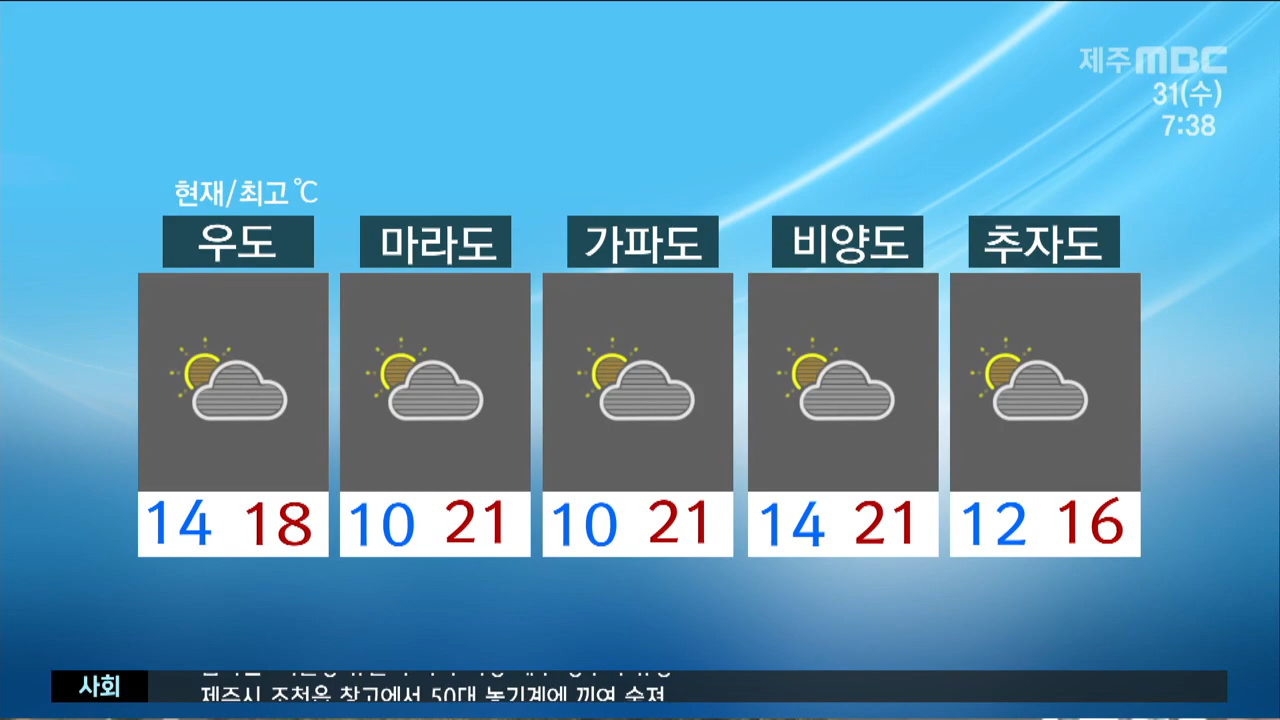 제주MBC
31(수)
7:38
현재/최고℃
우도 마라도 가파도 비양도 추자도
14 18 10 21 10 21 14 21 12 16
사회
제주시 조천읍 창고에서 50대 농기계에 끼여 숨져